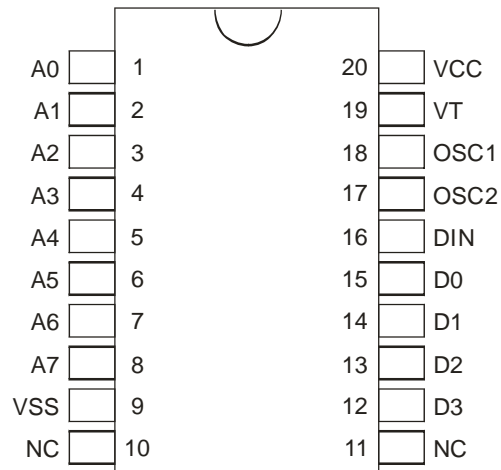 A0 1 20 VCC
A1 2 19 VT
A2 3 18 OSC1
A3 4 17 OSC2
A4 5 16 DIN
A5 6 15 D0
A6 7 14 D1
A7 8 13 D2
VSS 9 12 D3
NC 10 11 NC